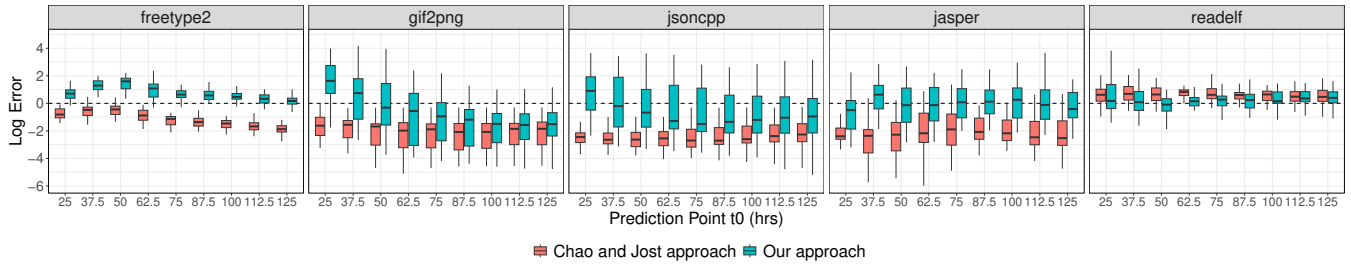 freetype2 gif2png jsoncpp jasper readelf
Log Error
4
2
0
−2
−4
−6
25 37.5 50 62.5 75 87.5 100 112.5 125 25 37.5 50 62.5 75 87.5 100 112.5 125 25 37.5 50 62.5 75 87.5 100 112.5 125 25 37.5 50 62.5 75 87.5 100 112.5 125 25 37.5 50 62.5 75 87.5 100 112.5 125
Prediction Point t0 (hrs)
Chao and Jost approach Our approach